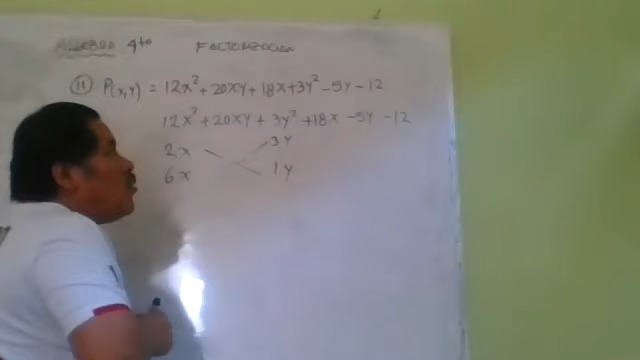 ALGEBRA 4to FACTORIZACION
11 P(x,y) = 12x² + 20xy + 18x + 3y² - 5y - 12
12x² + 20xy + 3y² + 18x - 5y - 12
2x 3y
6x 1y